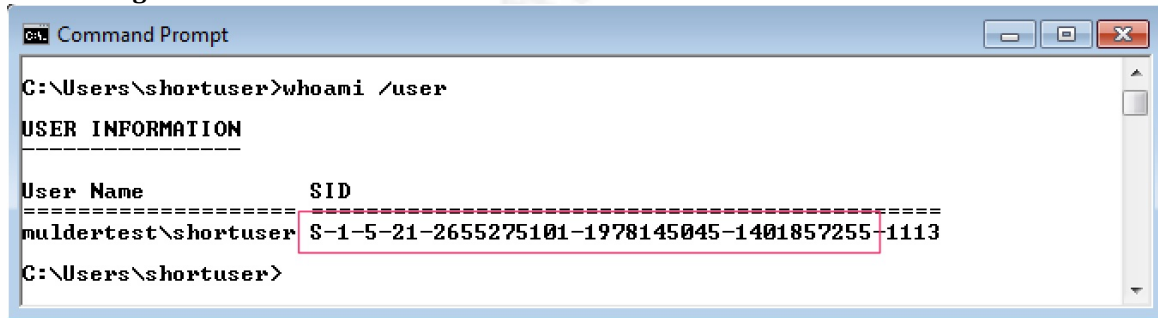 Command Prompt
C:\Users\shortuser>whoami /user
USER INFORMATION
----------------
User Name SID
==================== ==============================================
muldertest\shortuser S-1-5-21-2655275101-1978145045-1401857255-1113
C:\Users\shortuser>